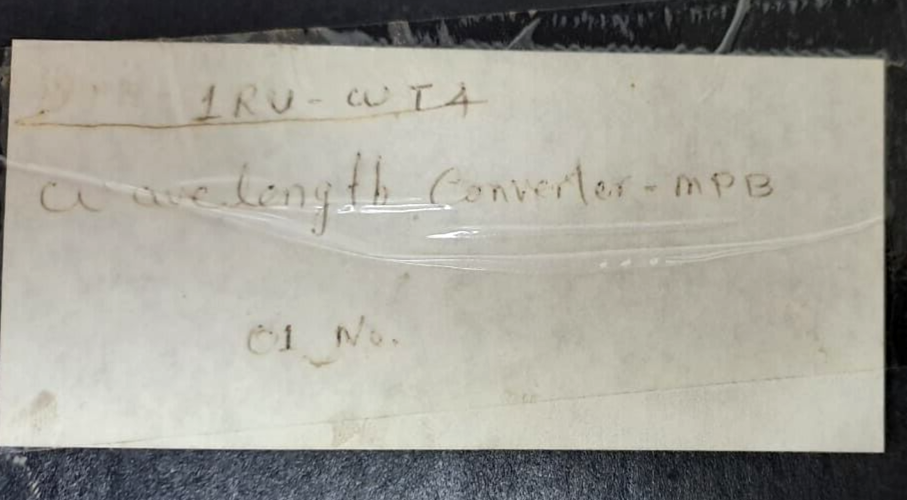 1RU-WT4
Wavelength Converter-MPB
01 No.